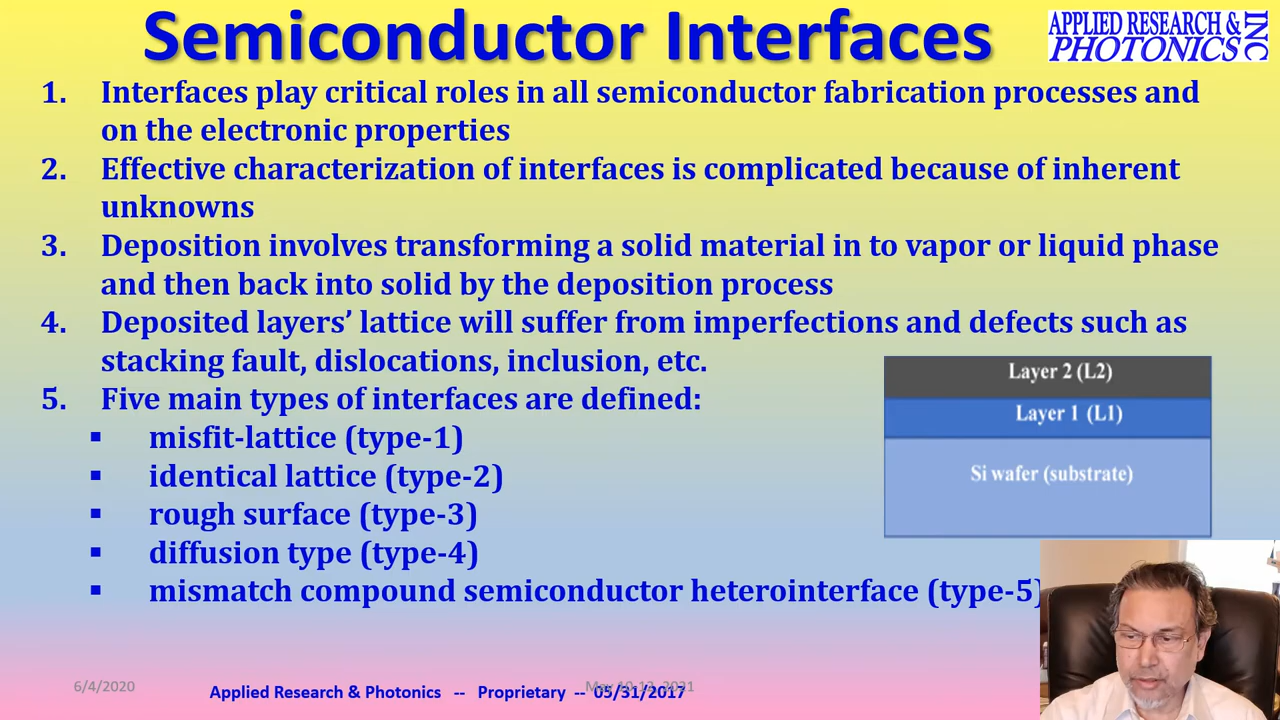 Semiconductor Interfaces
APPLIED RESEARCH &
PHOTONICS
INC
1. Interfaces play critical roles in all semiconductor fabrication processes and
on the electronic properties
2. Effective characterization of interfaces is complicated because of inherent
unknowns
3. Deposition involves transforming a solid material in to vapor or liquid phase
and then back into solid by the deposition process
4. Deposited layers’ lattice will suffer from imperfections and defects such as
stacking fault, dislocations, inclusion, etc.
5. Five main types of interfaces are defined:
▪ misfit-lattice (type-1)
▪ identical lattice (type-2)
▪ rough surface (type-3)
▪ diffusion type (type-4)
▪ mismatch compound semiconductor heterointerface (type-5)
Layer 2 (L2)
Layer 1 (L1)
Si wafer (substrate)
6/4/2020
Applied Research & Photonics -- Proprietary -- 05/31/2017
May 10-12, 2021